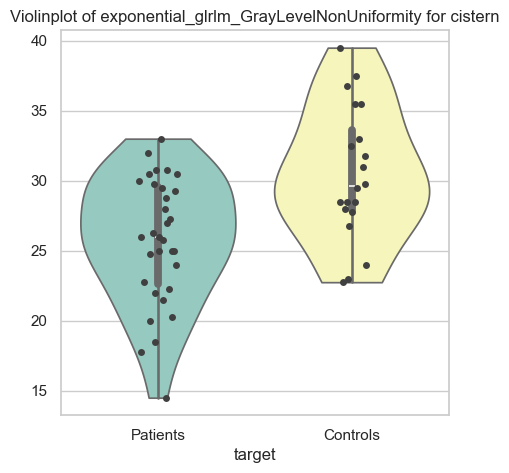 Violinplot of exponential_glrlm_GrayLevelNonUniformity for cistern
40
35
30
25
20
15
Patients
Controls
target